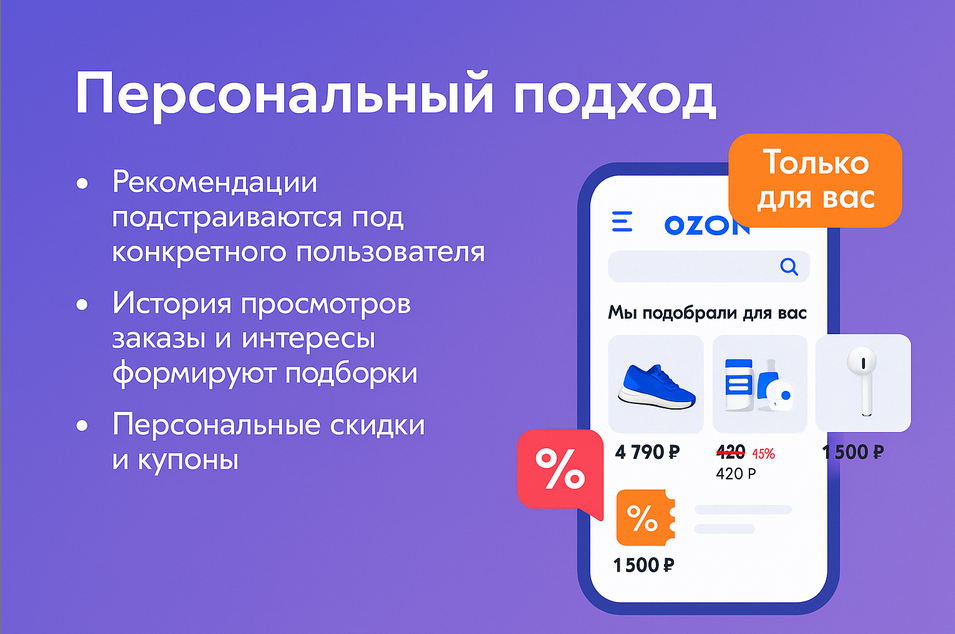 Персональный подход
• Рекомендации
подстраиваются под
конкретного пользователя
• История просмотров
заказы и интересы
формируют подборки
• Персональные скидки
и купоны
Только
для вас
OZON
Мы подобрали для вас
4 790 ₽
420 45%
420 Р
1 500 ₽
%
%
1 500 ₽